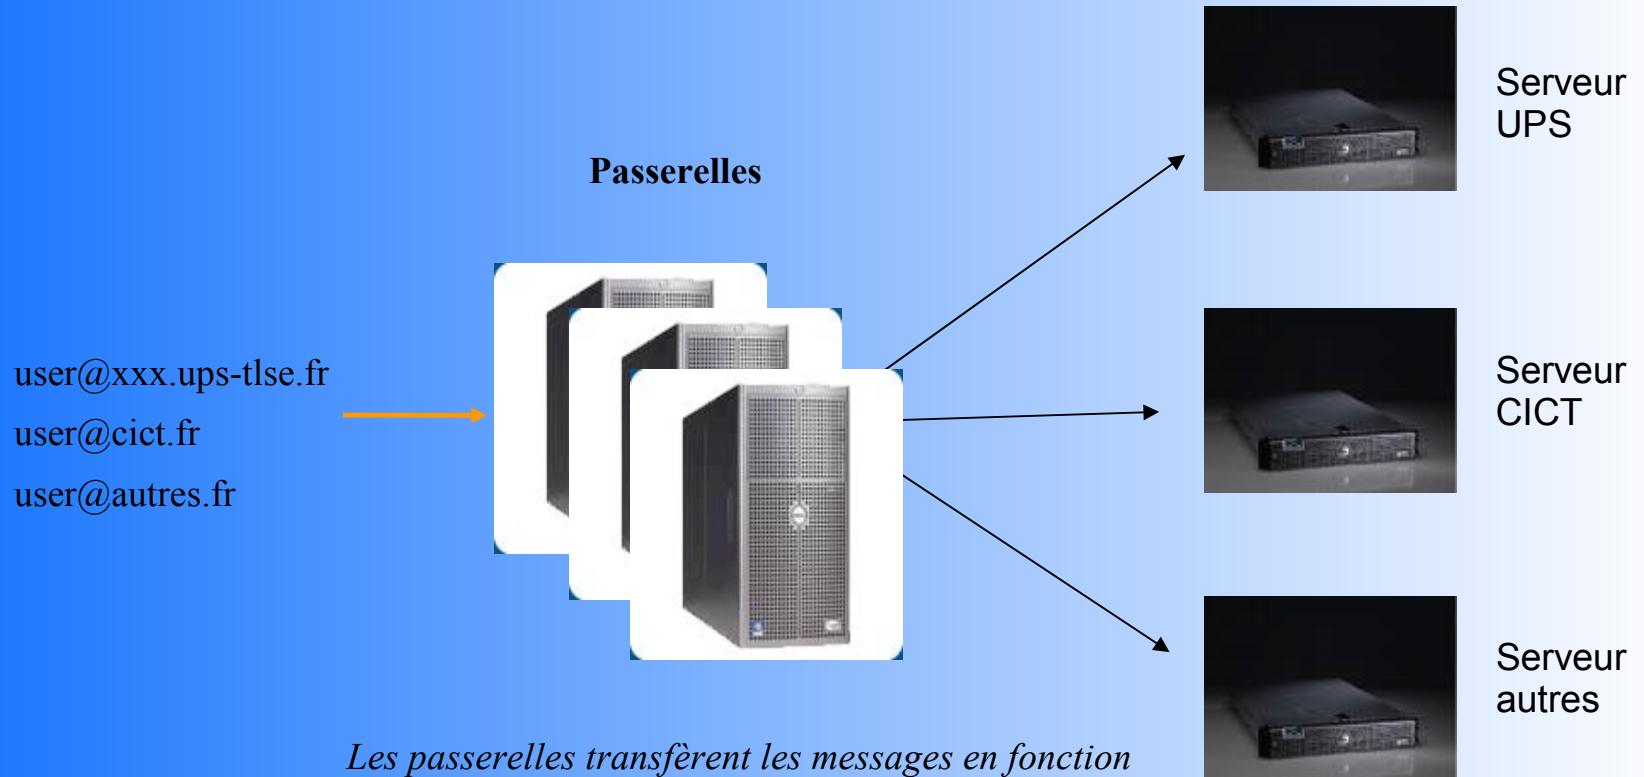 Passerelles
user@xxx.ups-tlse.fr
user@cict.fr
user@autres.fr
Serveur
UPS
Serveur
CICT
Serveur
autres
Les passerelles transfèrent les messages en fonction